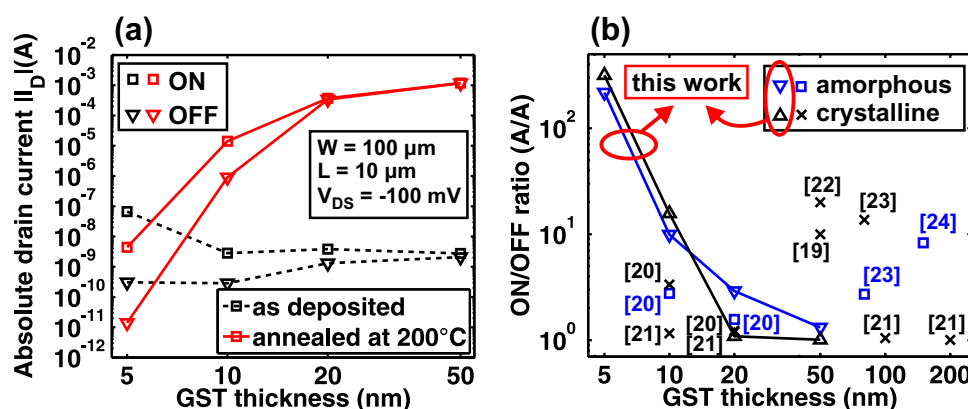 (a)
Absolute drain current |I_D|(A)
10^-2
10^-3
10^-4
10^-5
10^-6
10^-7
10^-8
10^-9
10^-10
10^-11
10^-12
ON
OFF
W = 100 µm
L = 10 µm
V_DS = -100 mV
as deposited
annealed at 200°C
5 10 20 50
GST thickness (nm)
(b)
ON/OFF ratio (A/A)
10^2
10^1
10^0
this work
amorphous
crystalline
[22]
[23]
[24]
[19]
[20]
[23]
[20]
[20]
[20]
[21]
[21]
[21]
[21]
5 10 20 50 100 200
GST thickness (nm)